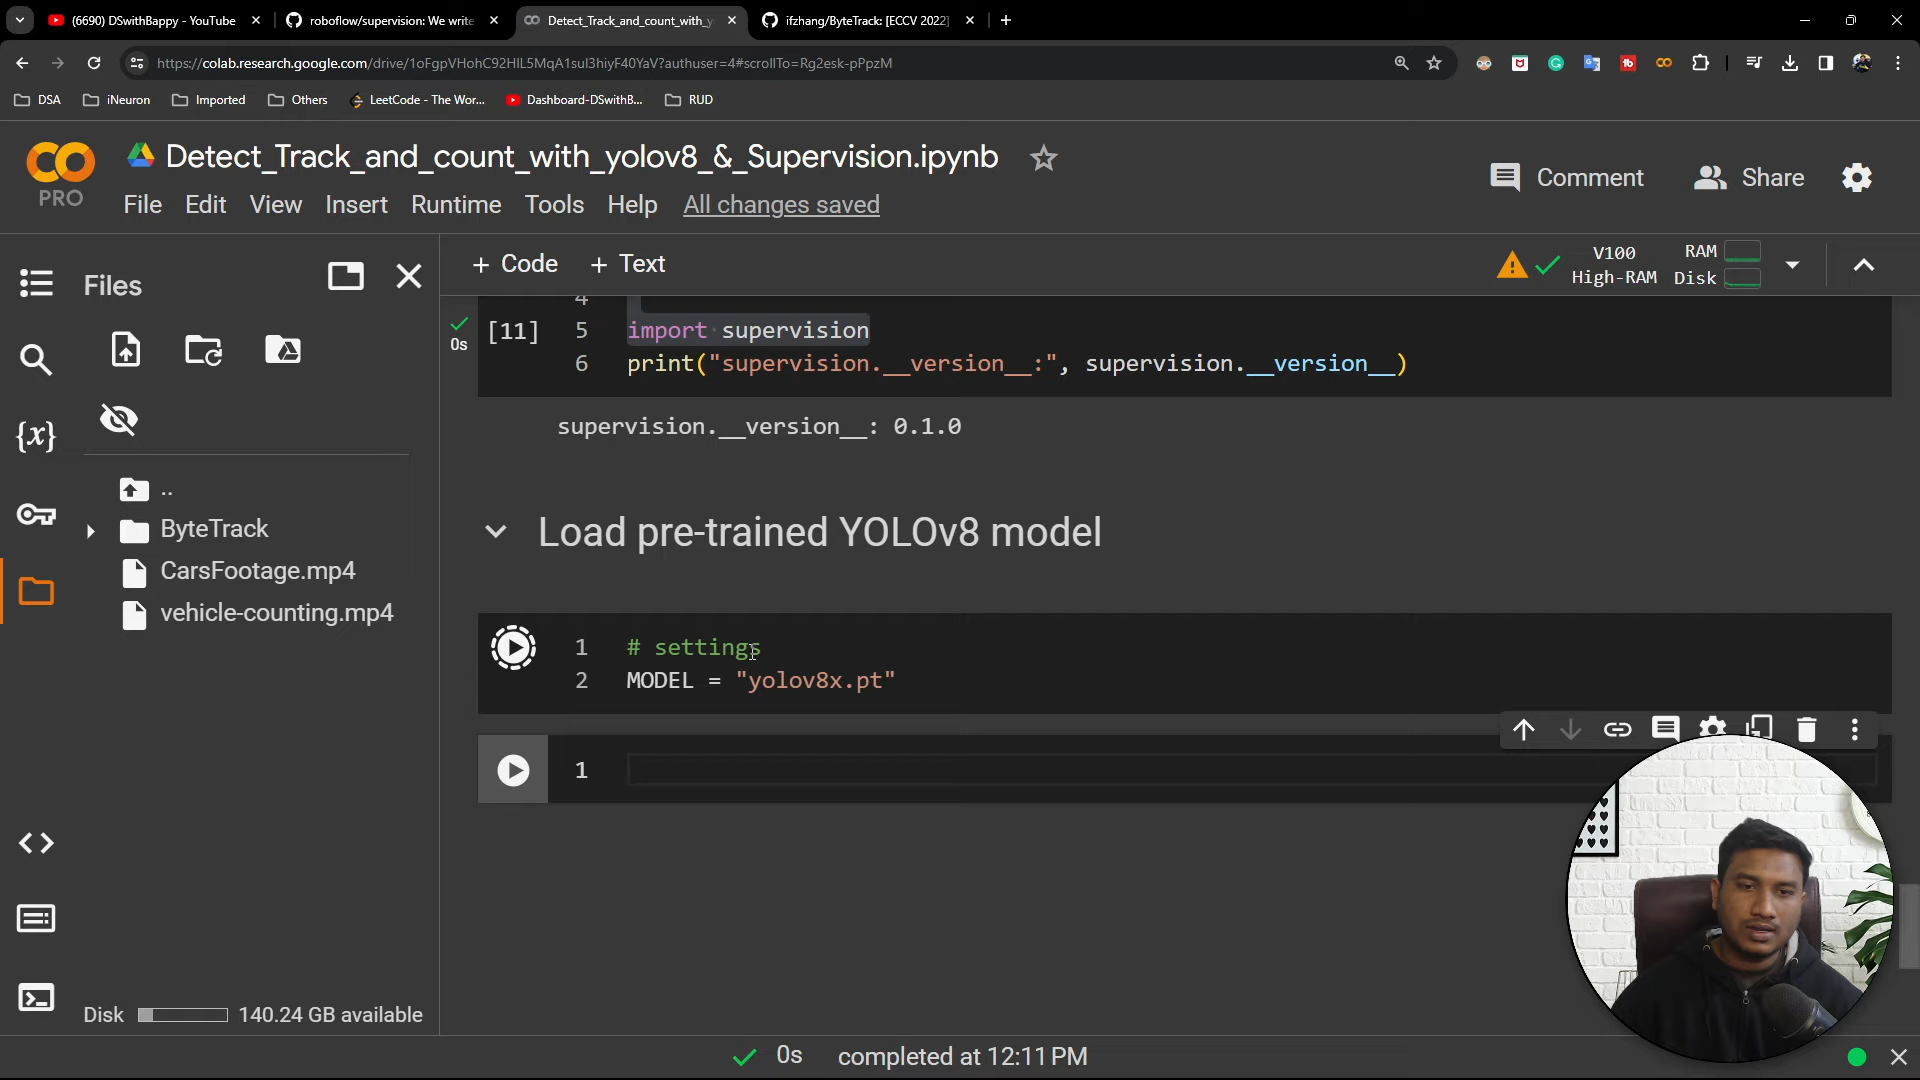 (6690) DSwithBappy - YouTube
roboflow/supervision: We write
Detect_Track_and_count_with_y
ifzhang/ByteTrack: [ECCV 2022]
https://colab.research.google.com/drive/1oFgpVHohC92HIL5MqA1sul3hiyF40YaV?authuser=4#scrollTo=Rg2esk-pPpzM
DSA
iNeuron
Imported
Others
LeetCode - The Wor...
Dashboard-DSwithB...
RUD
PRO
Detect_Track_and_count_with_yolov8_&_Supervision.ipynb
Comment
Share
File Edit View Insert Runtime Tools Help All changes saved
Files
+ Code + Text
V100
High-RAM
RAM
Disk
4
[11] 5 import supervision
0s
6 print("supervision.__version__:", supervision.__version__)
supervision.__version__: 0.1.0
{x}
..
ByteTrack
CarsFootage.mp4
vehicle-counting.mp4
Load pre-trained YOLOv8 model
1 # settings
2 MODEL = "yolov8x.pt"
1
Disk 140.24 GB available
0s completed at 12:11 PM